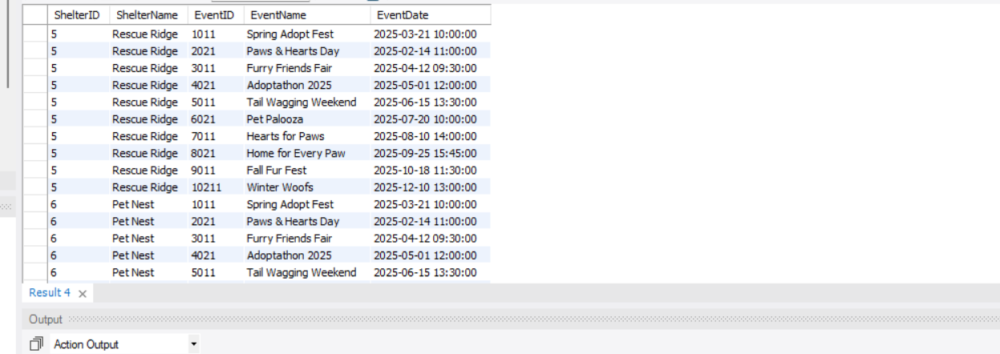 ShelterID ShelterName EventID EventName EventDate
5 Rescue Ridge 1011 Spring Adopt Fest 2025-03-21 10:00:00
5 Rescue Ridge 2021 Paws & Hearts Day 2025-02-14 11:00:00
5 Rescue Ridge 3011 Furry Friends Fair 2025-04-12 09:30:00
5 Rescue Ridge 4021 Adoptathon 2025 2025-05-01 12:00:00
5 Rescue Ridge 5011 Tail Wagging Weekend 2025-06-15 13:30:00
5 Rescue Ridge 6021 Pet Palooza 2025-07-20 10:00:00
5 Rescue Ridge 7011 Hearts for Paws 2025-08-10 14:00:00
5 Rescue Ridge 8021 Home for Every Paw 2025-09-25 15:45:00
5 Rescue Ridge 9011 Fall Fur Fest 2025-10-18 11:30:00
5 Rescue Ridge 10211 Winter Woofs 2025-12-10 13:00:00
6 Pet Nest 1011 Spring Adopt Fest 2025-03-21 10:00:00
6 Pet Nest 2021 Paws & Hearts Day 2025-02-14 11:00:00
6 Pet Nest 3011 Furry Friends Fair 2025-04-12 09:30:00
6 Pet Nest 4021 Adoptathon 2025 2025-05-01 12:00:00
6 Pet Nest 5011 Tail Wagging Weekend 2025-06-15 13:30:00
Result 4
Output
Action Output